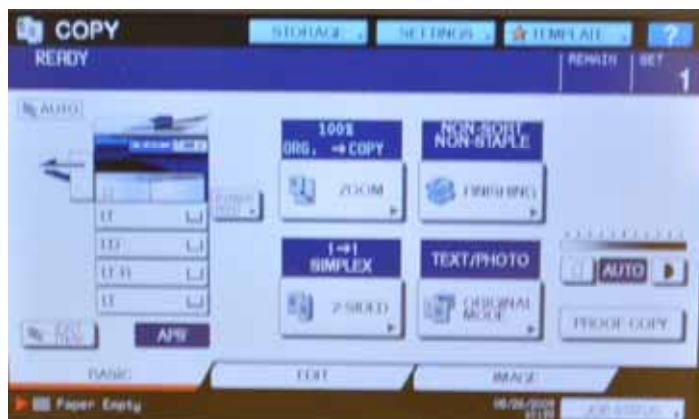 COPY
STORAGE
SETTINGS
TEMPLATE
?
READY
REMAIN
SET
1
AUTO
100%
ORG. →COPY
ZOOM
NON-SORT
NON-STAPLE
FINISHING
LT
LD
LT-R
LT
1→1
SIMPLEX
2-SIDED
TEXT/PHOTO
ORIGINAL
MODE
AUTO
PROOF COPY
APS
BASIC
EDIT
IMAGE
Paper Empty
JOB STATUS